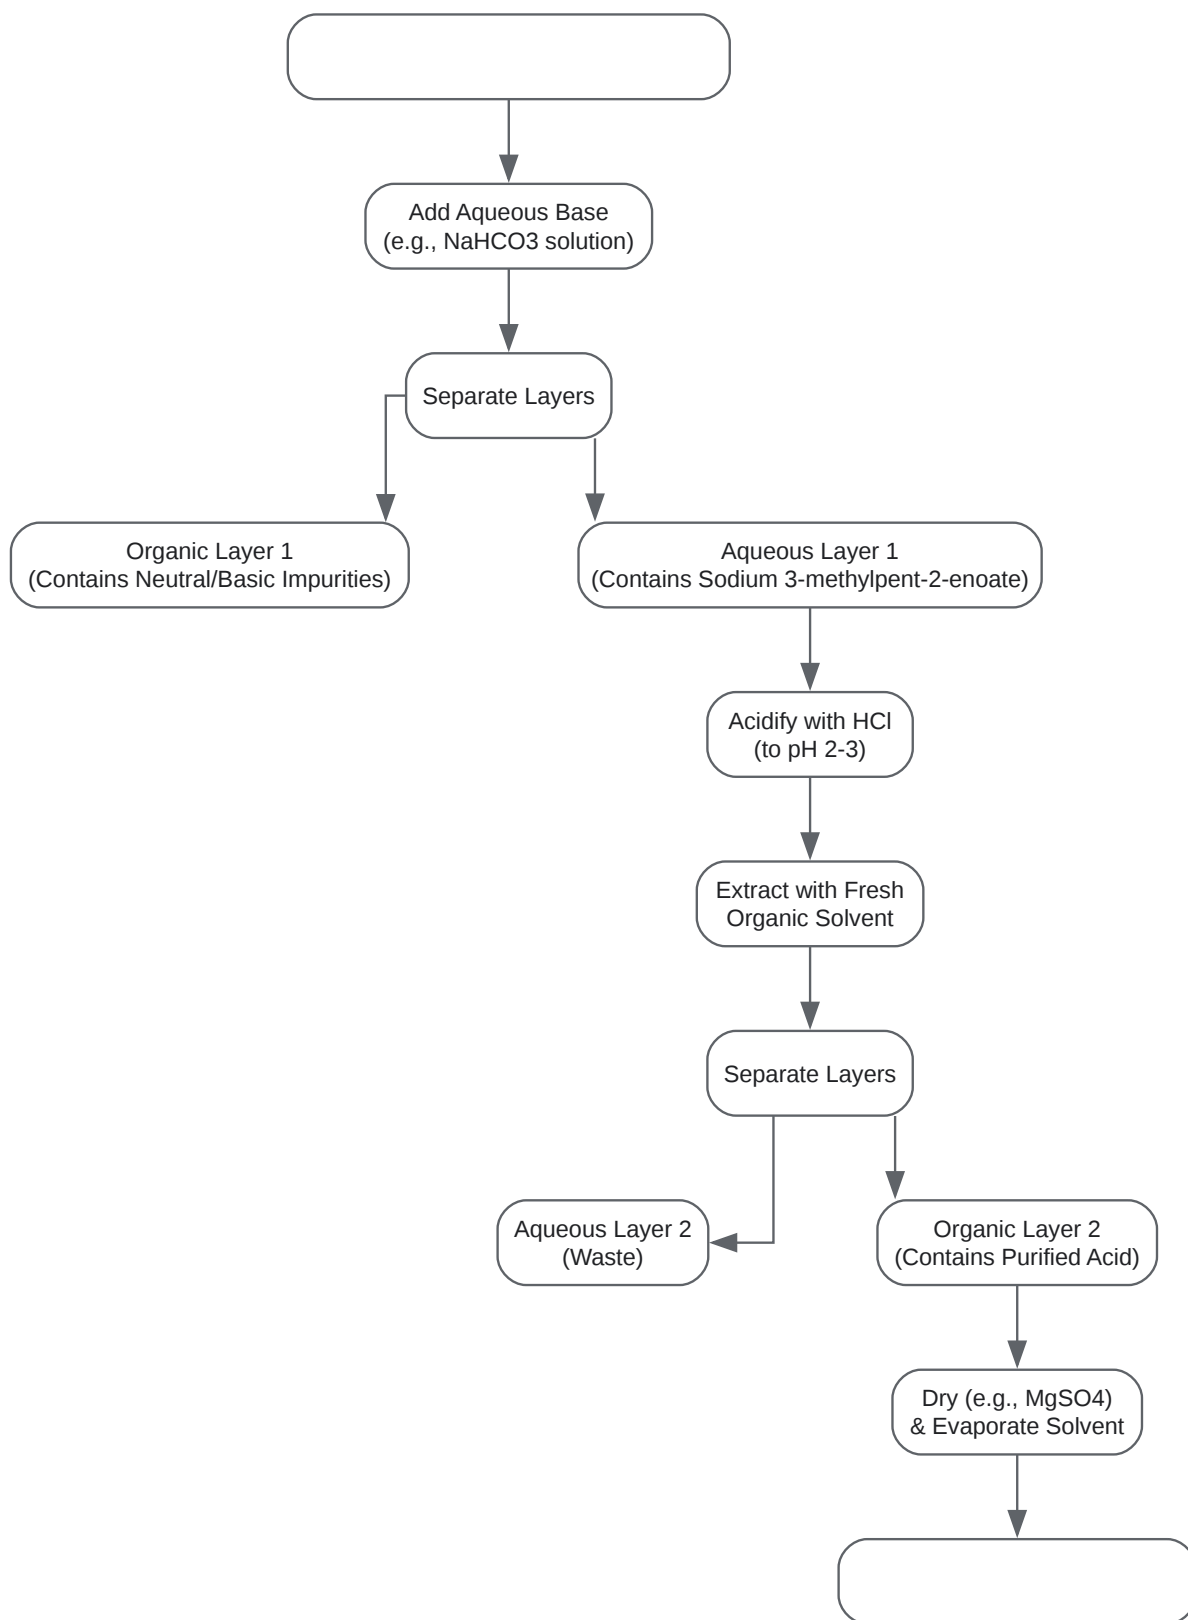 Add Aqueous Base
(e.g., NaHCO3 solution)
Separate Layers
Organic Layer 1
(Contains Neutral/Basic Impurities)
Aqueous Layer 1
(Contains Sodium 3-methylpent-2-enoate)
Acidify with HCl
(to pH 2-3)
Extract with Fresh
Organic Solvent
Separate Layers
Aqueous Layer 2
(Waste)
Organic Layer 2
(Contains Purified Acid)
Dry (e.g., MgSO4)
& Evaporate Solvent